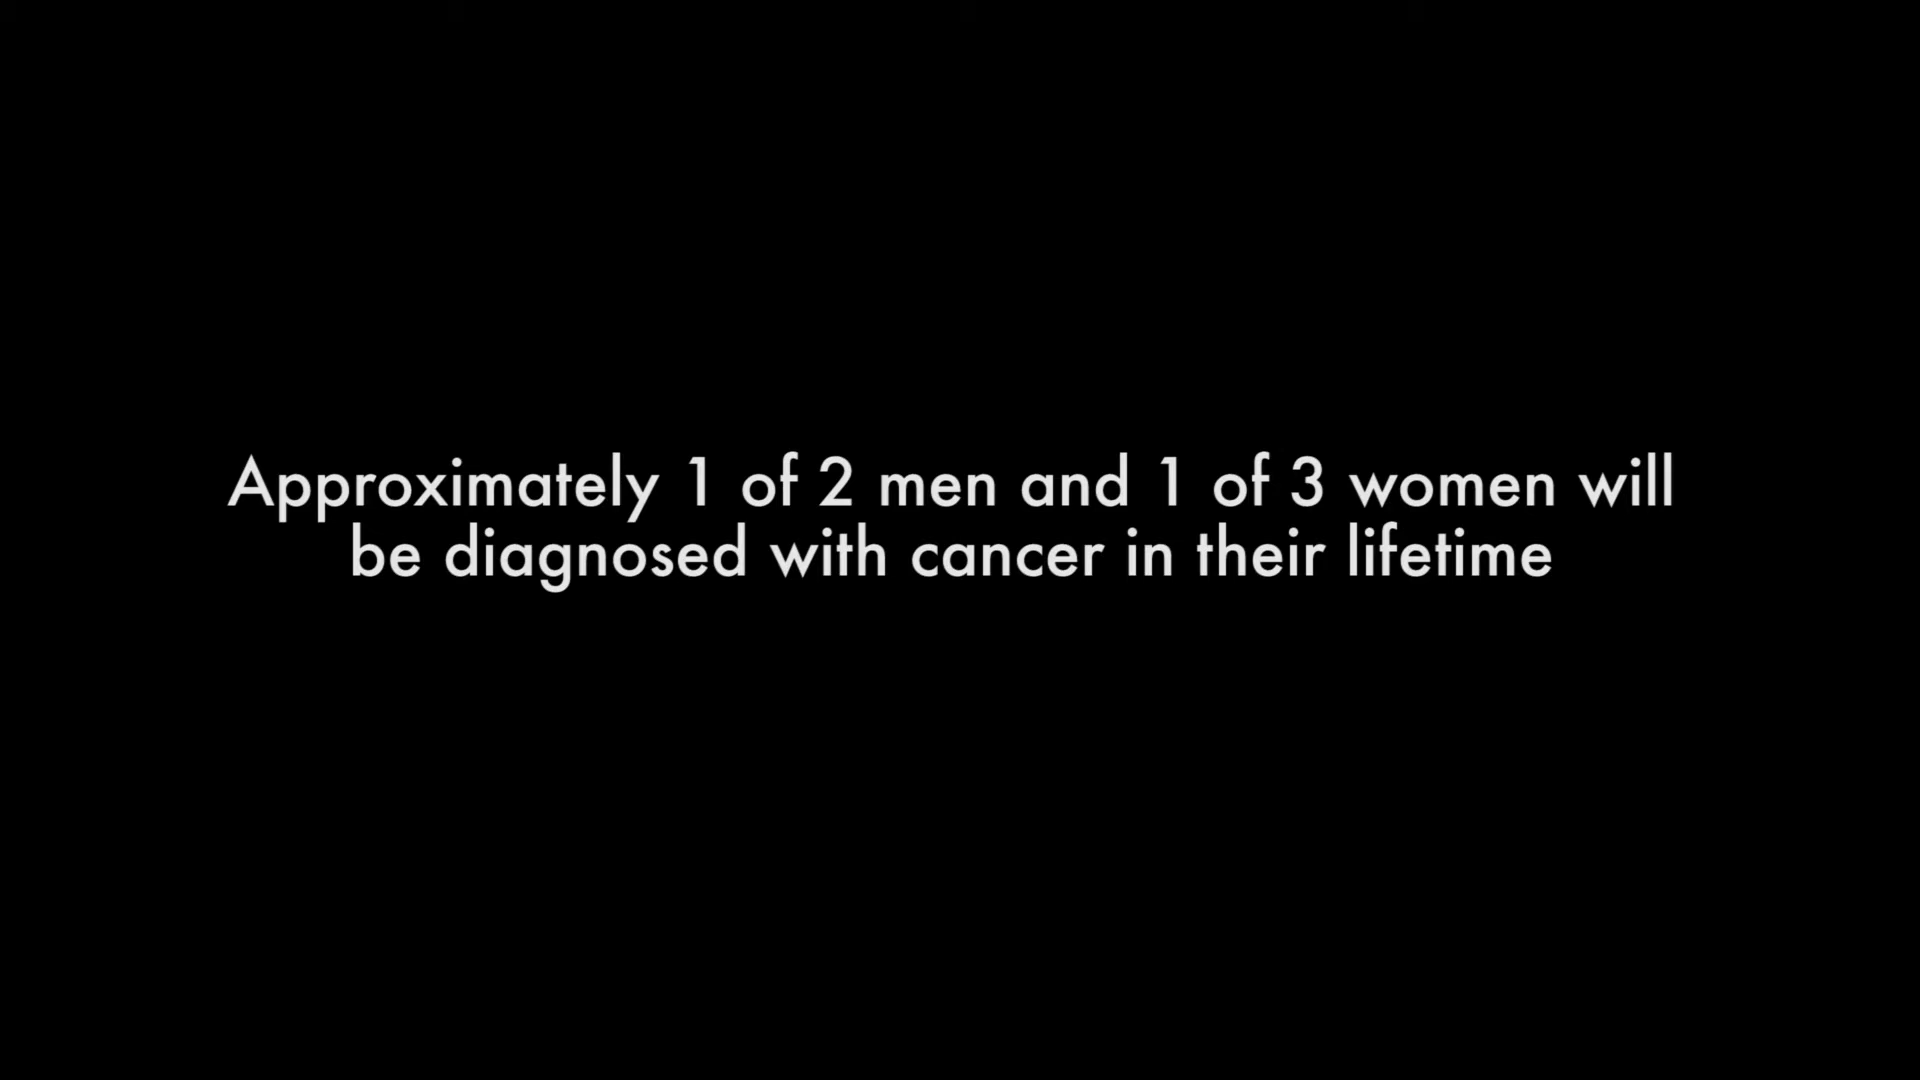 Approximately 1 of 2 men and 1 of 3 women will
be diagnosed with cancer in their lifetime